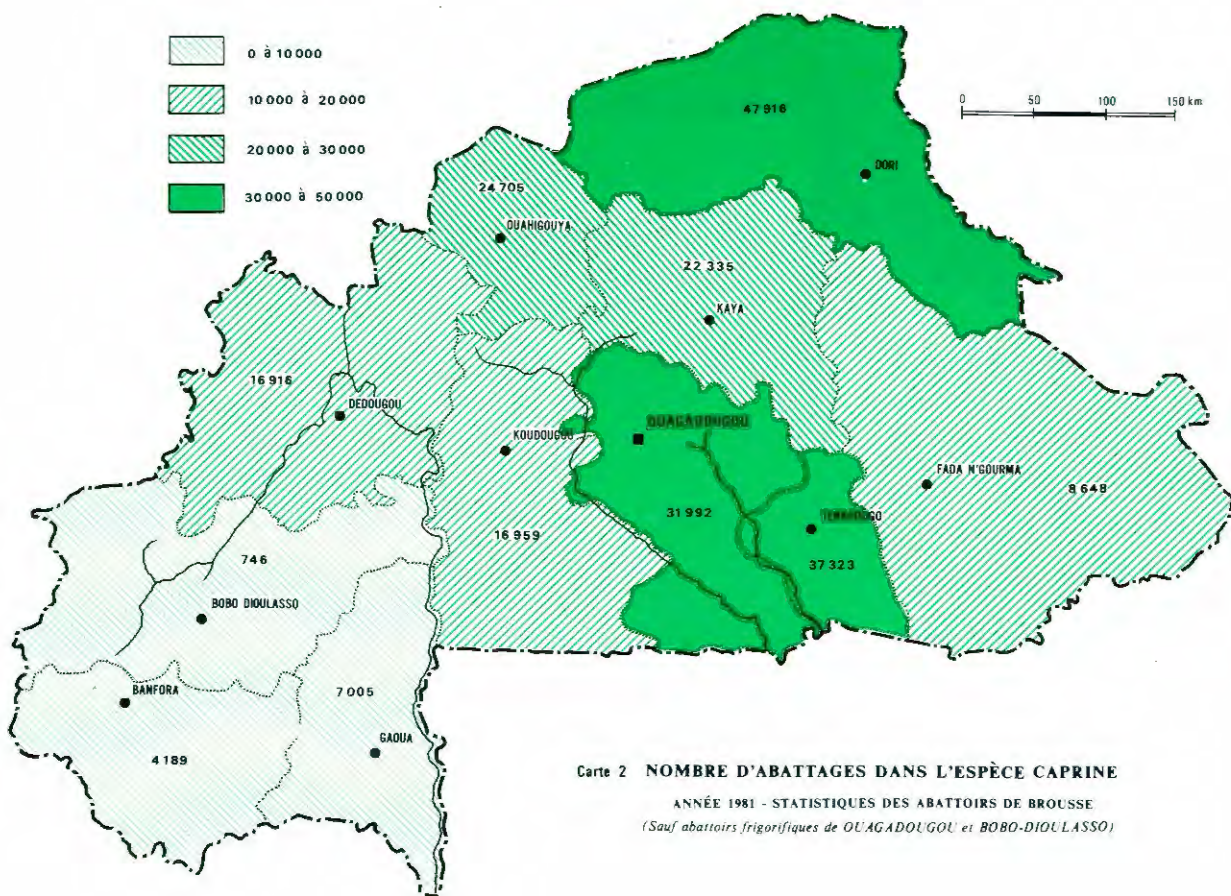 0 à 10 000
10 000 à 20 000
20 000 à 30 000
30 000 à 50 000
0 50 100 150 km
47 916
DORI
24 705
OUAHIGOUYA
22 335
KAYA
16 916
DEDOUGOU
KOUDOUGOU
OUAGADOUGOU
FADA N'GOURMA
8 648
31 992
TENKODOGO
16 959
37 323
746
BOBO DIOULASSO
BANFORA
7 005
GAOUA
4 189
Carte 2 NOMBRE D'ABATTAGES DANS L'ESPÈCE CAPRINE
ANNÉE 1981 - STATISTIQUES DES ABATTOIRS DE BROUSSE
(Sauf abattoirs frigorifiques de OUAGADOUGOU et BOBO-DIOULASSO)